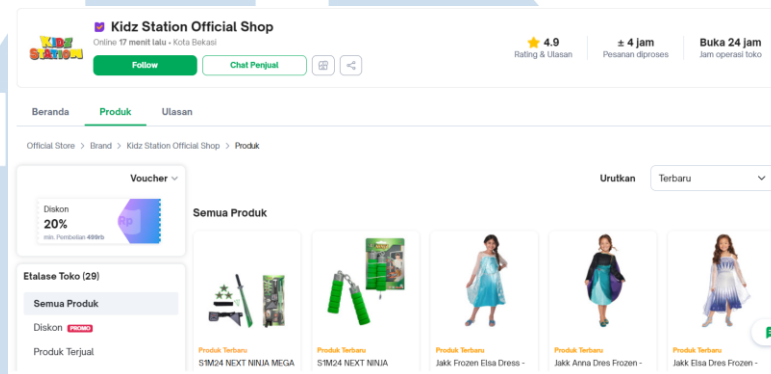 KIDZ
STATION
Kidz Station Official Shop
Online 17 menit lalu • Kota Bekasi
Follow
Chat Penjual
4.9
Rating & Ulasan
± 4 jam
Pesanan diproses
Buka 24 jam
Jam operasi toko
Beranda
Produk
Ulasan
Official Store > Brand > Kidz Station Official Shop > Produk
Voucher
Diskon
20%
min. Pembelian 499rb
Rp
Urutkan
Terbaru
Semua Produk
Etalase Toko (29)
Semua Produk
Diskon PROMO
Produk Terjual
Produk Terbaru
S1M24 NEXT NINJA MEGA
Produk Terbaru
S1M24 NEXT NINJA
Produk Terbaru
Jakk Frozen Elsa Dress -
Produk Terbaru
Jakk Anna Dres Frozen -
Produk Terbaru
Jakk Elsa Dres Frozen -